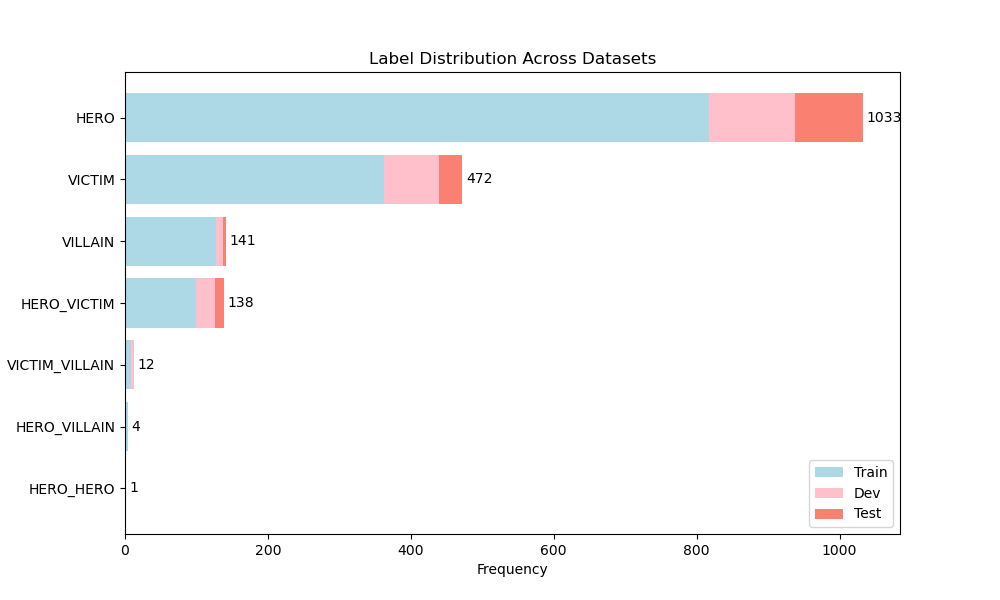 Label Distribution Across Datasets
HERO 1033
VICTIM 472
VILLAIN 141
HERO_VICTIM 138
VICTIM_VILLAIN 12
HERO_VILLAIN 4
HERO_HERO 1
Train
Dev
Test
0 200 400 600 800 1000
Frequency